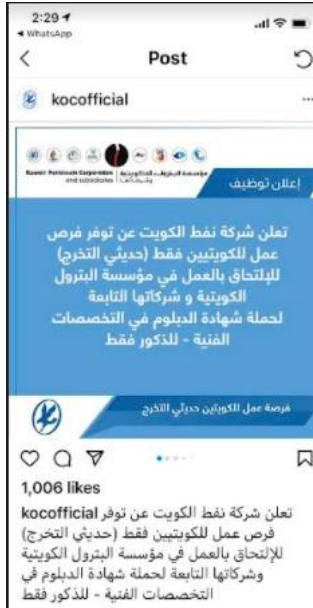 2:29
WhatsApp
Post
kocofficial
Kuwait Petroleum Corporation
and subsidiaries
مؤسسة البترول الكويتية
وشركاتها
إعلان توظيف
تعلن شركة نفط الكويت عن توفر فرص
عمل للكويتيين فقط (حديثي التخرج)
للإلتحاق بالعمل في مؤسسة البترول
الكويتية و شركاتها التابعة
لحملة شهادة الدبلوم في التخصصات
الفنية - للذكور فقط
فرصة عمل للكويتين حديثي التخرج
1,006 likes
kocofficial تعلن شركة نفط الكويت عن توفر
فرص عمل للكويتيين فقط (حديثي التخرج)
للإلتحاق بالعمل في مؤسسة البترول الكويتية
وشركاتها التابعة لحملة شهادة الدبلوم في
التخصصات الفنية - للذكور فقط